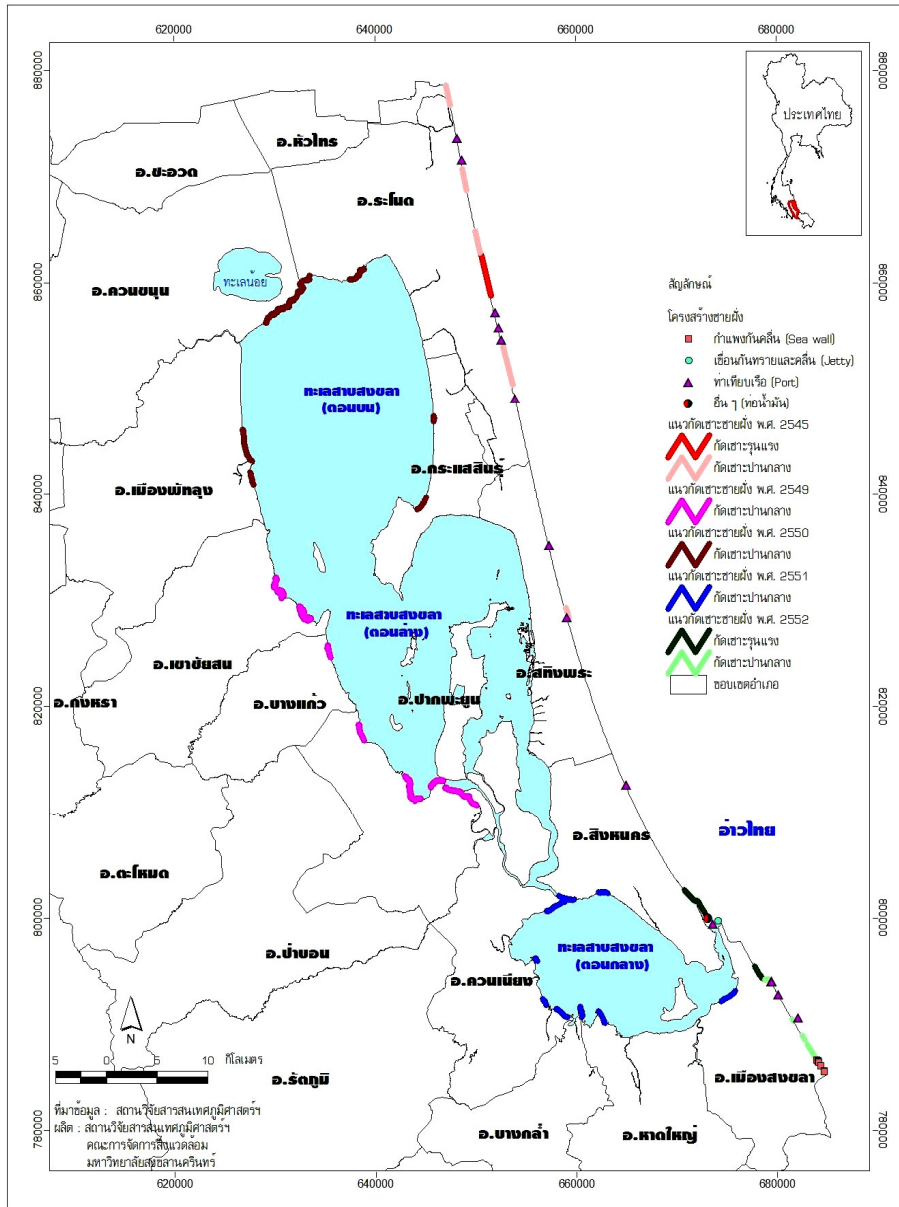 620000 640000 660000 680000
880000 880000
ประเทศไทย
อ.หัวไทร
อ.ชะอวด
อ.ระโนด
860000 860000
ทะเลน้อย
อ.ควนขนุน
สัญลักษณ์
โครงสร้างชายฝั่ง
กำแพงกันคลื่น (Sea wall)
เขื่อนกันทรายและคลื่น (Jetty)
ท่าเทียบเรือ (Port)
อื่น ๆ (ท่อน้ำมัน)
แนวกัดเซาะชายฝั่ง พ.ศ. 2545
กัดเซาะรุนแรง
กัดเซาะปานกลาง
แนวกัดเซาะชายฝั่ง พ.ศ. 2549
กัดเซาะปานกลาง
แนวกัดเซาะชายฝั่ง พ.ศ. 2550
กัดเซาะปานกลาง
แนวกัดเซาะชายฝั่ง พ.ศ. 2551
กัดเซาะปานกลาง
แนวกัดเซาะชายฝั่ง พ.ศ. 2552
กัดเซาะรุนแรง
กัดเซาะปานกลาง
ขอบเขตอำเภอ
ทะเลสาบสงขลา
(ตอนบน)
อ.กระแสสินธุ์
อ.เมืองพัทลุง
840000 840000
ทะเลสาบสงขลา
(ตอนล่าง)
อ.เขาชัยสน
อ.สทิงพระ
อ.กงหรา
อ.บางแก้ว
อ.ปากพะยูน
820000 820000
อ.สิงหนคร
อ่าวไทย
อ.ตะโหมด
800000 800000
อ.ป่าบอน
ทะเลสาบสงขลา
(ตอนกลาง)
อ.ควนเนียง
N
5 0 5 10 กิโลเมตร
อ.รัตภูมิ
อ.เมืองสงขลา
ที่มาข้อมูล : สถานวิจัยสารสนเทศภูมิศาสตร์ฯ
ผลิต : สถานวิจัยสารสนเทศภูมิศาสตร์ฯ
คณะการจัดการสิ่งแวดล้อม
มหาวิทยาลัยสงขลานครินทร์
อ.บางกล่ำ
อ.หาดใหญ่
780000 780000
620000 640000 660000 680000